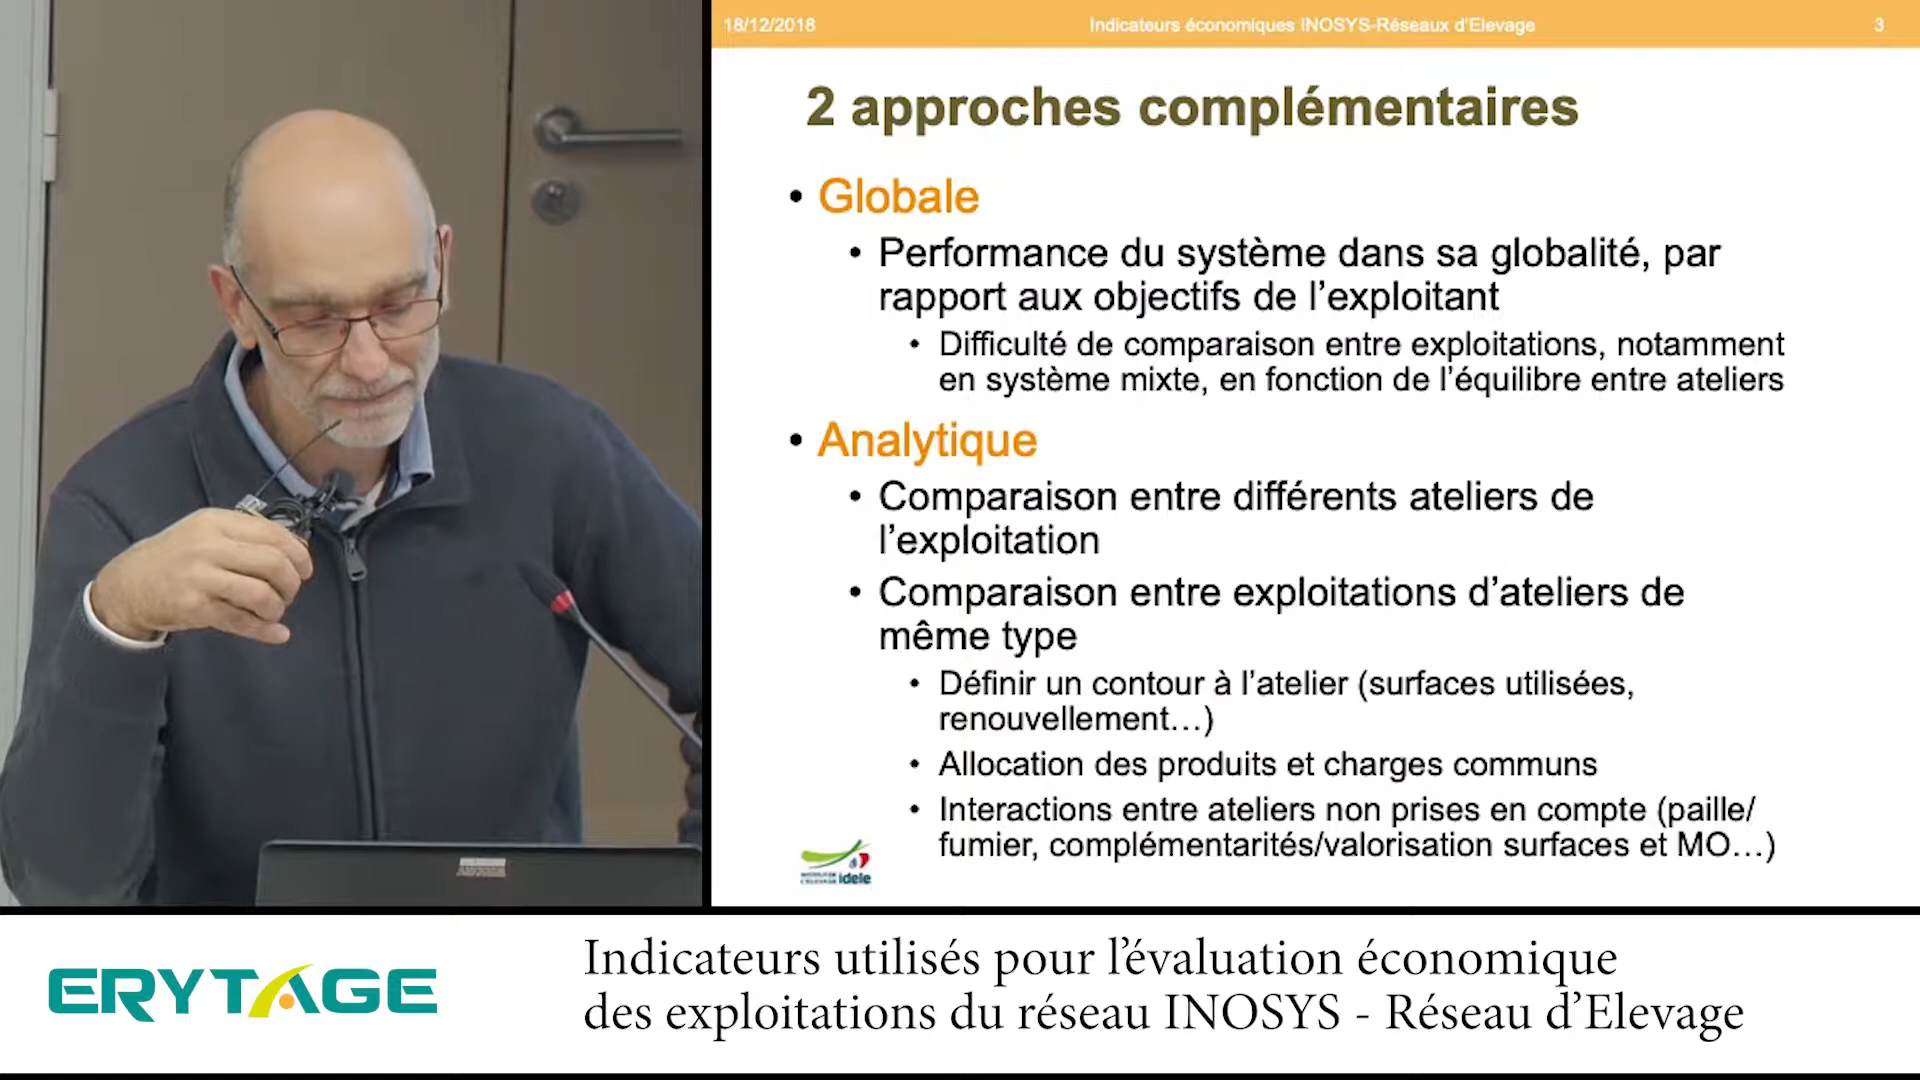 18/12/2018
Indicateurs économiques INOSYS-Réseaux d'Elevage
3
2 approches complémentaires
• Globale
• Performance du système dans sa globalité, par
rapport aux objectifs de l'exploitant
• Difficulté de comparaison entre exploitations, notamment
en système mixte, en fonction de l'équilibre entre ateliers
• Analytique
• Comparaison entre différents ateliers de
l'exploitation
• Comparaison entre exploitations d'ateliers de
même type
• Définir un contour à l'atelier (surfaces utilisées,
renouvellement…)
• Allocation des produits et charges communs
• Interactions entre ateliers non prises en compte (paille/
fumier, complémentarités/valorisation surfaces et MO…)
idele
ERYTAGE
Indicateurs utilisés pour l'évaluation économique
des exploitations du réseau INOSYS - Réseau d'Elevage